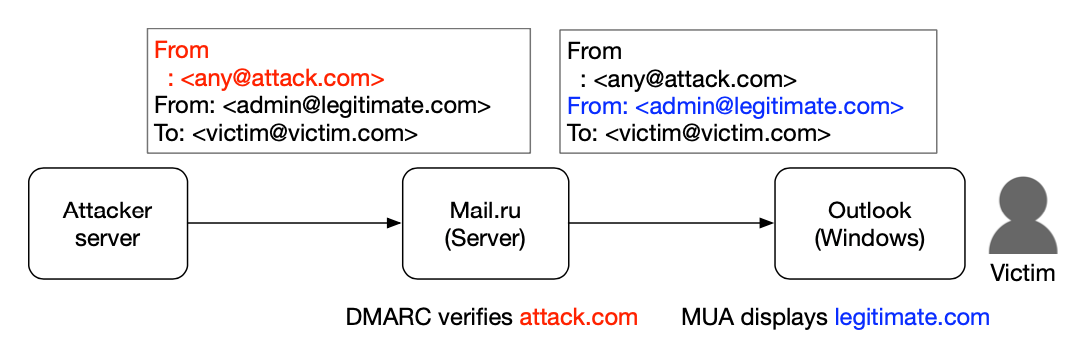 From
: <any@attack.com>
From: <admin@legitimate.com>
To: <victim@victim.com>
From
: <any@attack.com>
From: <admin@legitimate.com>
To: <victim@victim.com>
Attacker
server
Mail.ru
(Server)
Outlook
(Windows)
Victim
DMARC verifies attack.com
MUA displays legitimate.com